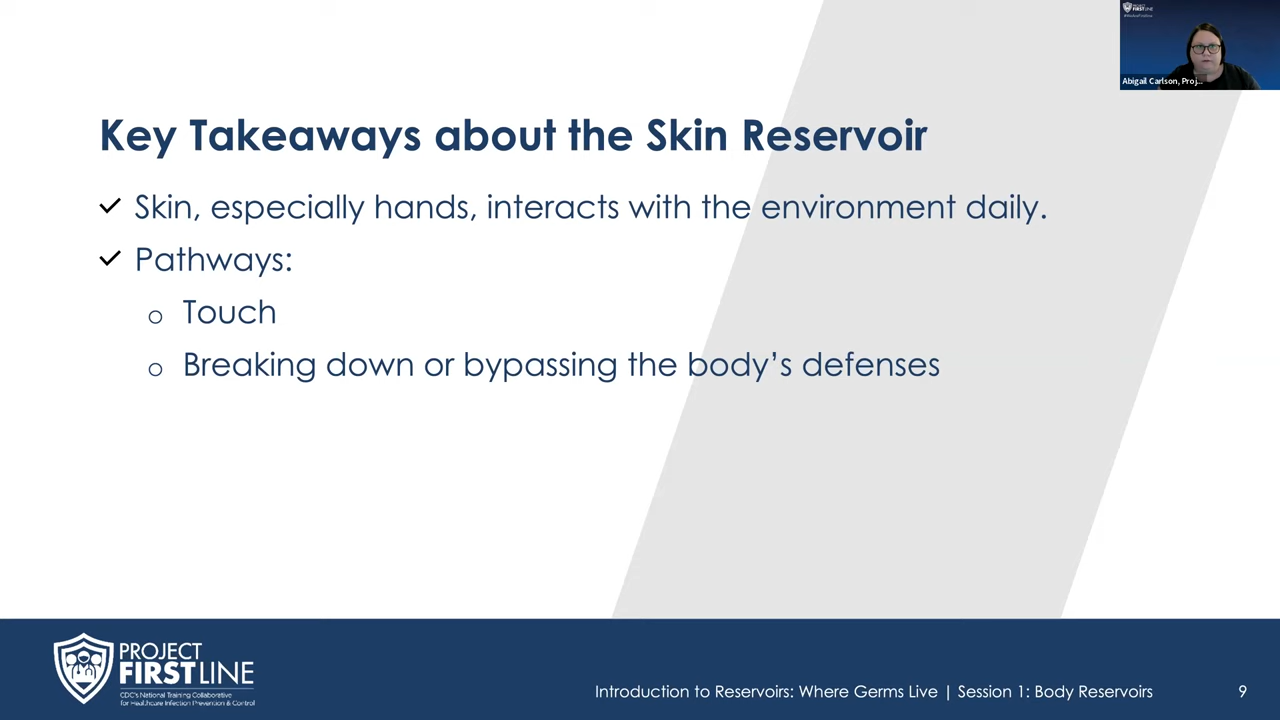 PROJECT
FIRSTLINE
Abigail Carlson, Proj...
Key Takeaways about the Skin Reservoir
Skin, especially hands, interacts with the environment daily.
Pathways:
Touch
Breaking down or bypassing the body's defenses
PROJECT
FIRSTLINE
CDC's National Training Collaborative
for Healthcare Infection Prevention & Control
Introduction to Reservoirs: Where Germs Live | Session 1: Body Reservoirs
9